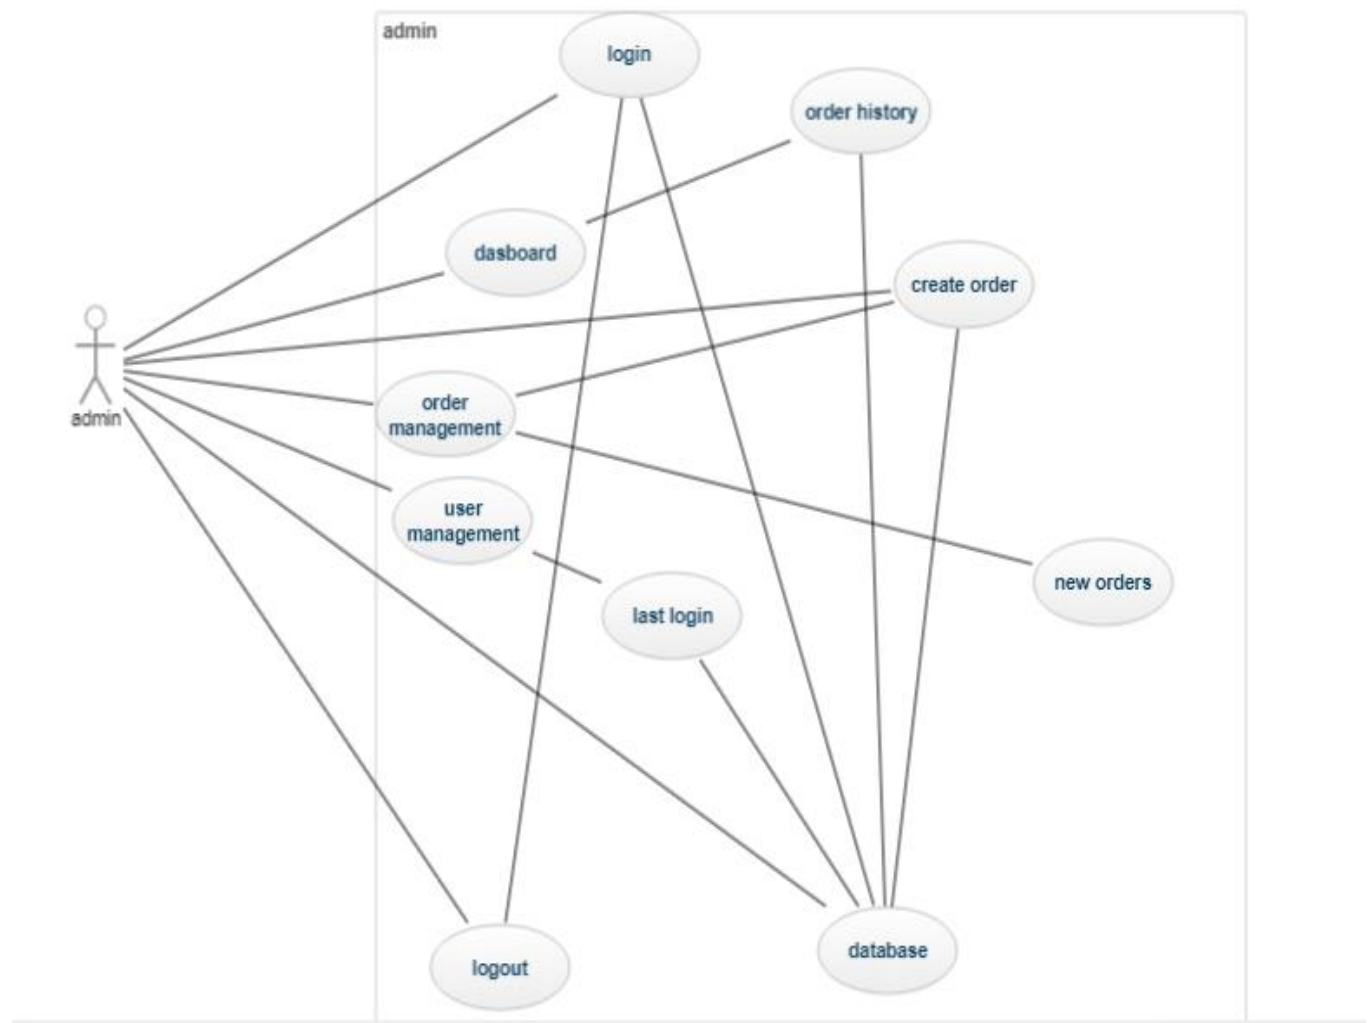 admin
login
order history
dasboard
create order
admin
order
management
user
management
new orders
last login
database
logout